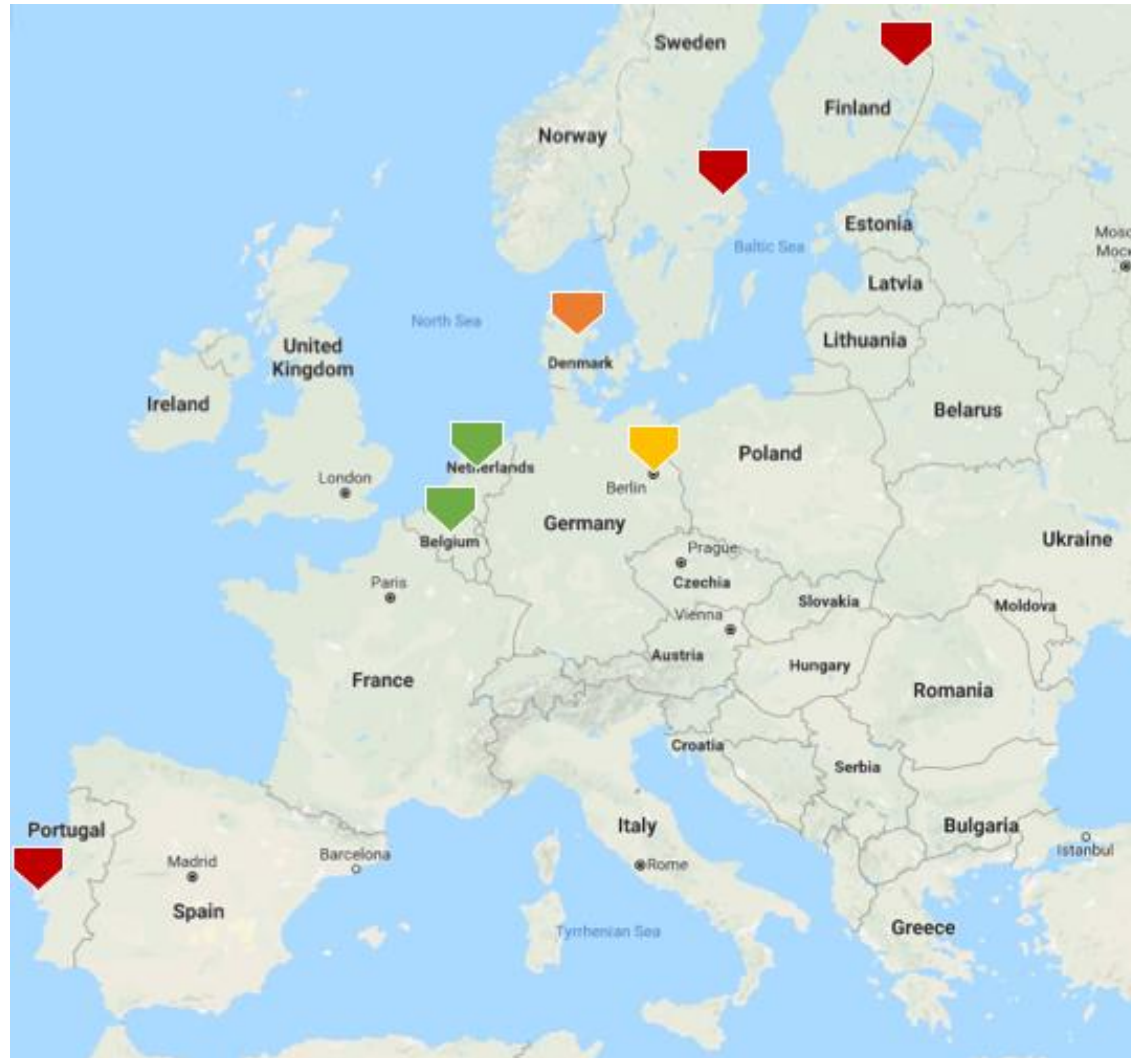 Sweden
Finland
Norway
Estonia
Mosc
Моск
Baltic Sea
Latvia
North Sea
Lithuania
United
Kingdom
Denmark
Ireland
Belarus
Poland
Netherlands
London
Berlin
Germany
Belgium
Ukraine
Prague
Paris
Czechia
Slovakia
Moldova
Vienna
Austria
Hungary
France
Romania
Croatia
Serbia
Portugal
Italy
Bulgaria
Istanbul
Barcelona
Madrid
Rome
Spain
Greece
Tyrrhenian Sea